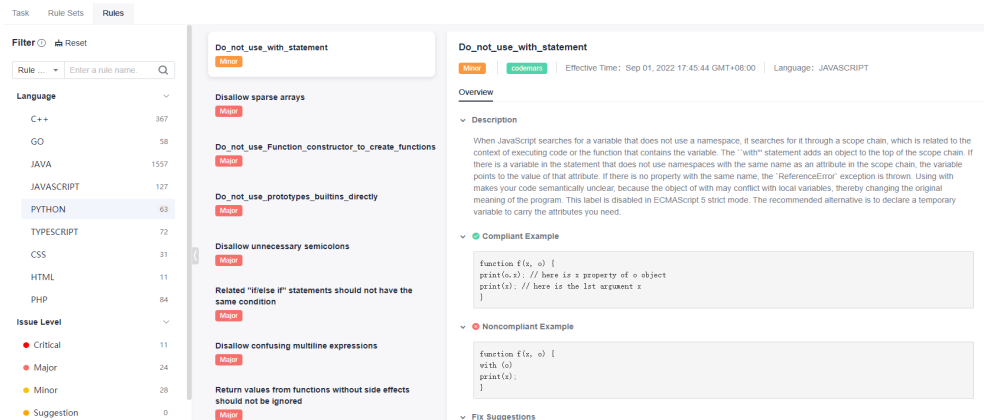 Task Rule Sets Rules
Filter Reset
Rule ... Enter a rule name.
Language
C++ 367
GO 58
JAVA 1557
JAVASCRIPT 127
PYTHON 63
TYPESCRIPT 72
CSS 31
HTML 11
PHP 84
Issue Level
Critical 11
Major 24
Minor 28
Suggestion 0
Do_not_use_with_statement
Minor
Disallow sparse arrays
Major
Do_not_use_Function_constructor_to_create_functions
Major
Do_not_use_prototypes_builtins_directly
Major
Disallow unnecessary semicolons
Major
Related "if/else if" statements should not have the
same condition
Major
Disallow confusing multiline expressions
Major
Return values from functions without side effects
should not be ignored
Major
Do_not_use_with_statement
Minor codemars Effective Time: Sep 01, 2022 17:45:44 GMT+08:00 Language: JAVASCRIPT
Overview
Description
When JavaScript searches for a variable that does not use a namespace, it searches for it through a scope chain, which is related to the
context of executing code or the function that contains the variable. The ``with"' statement adds an object to the top of the scope chain. If
there is a variable in the statement that does not use namespaces with the same name as an attribute in the scope chain, the variable
points to the value of that attribute. If there is no property with the same name, the `ReferenceError` exception is thrown. Using with
makes your code semantically unclear, because the object of with may conflict with local variables, thereby changing the original
meaning of the program. This label is disabled in ECMAScript 5 strict mode. The recommended alternative is to declare a temporary
variable to carry the attributes you need.
Compliant Example
function f(x, o) {
print(o.x); // here is x property of o object
print(x); // here is the 1st argument x
}
Noncompliant Example
function f(x, o) {
with (o)
print(x);
}
Fix Suggestions